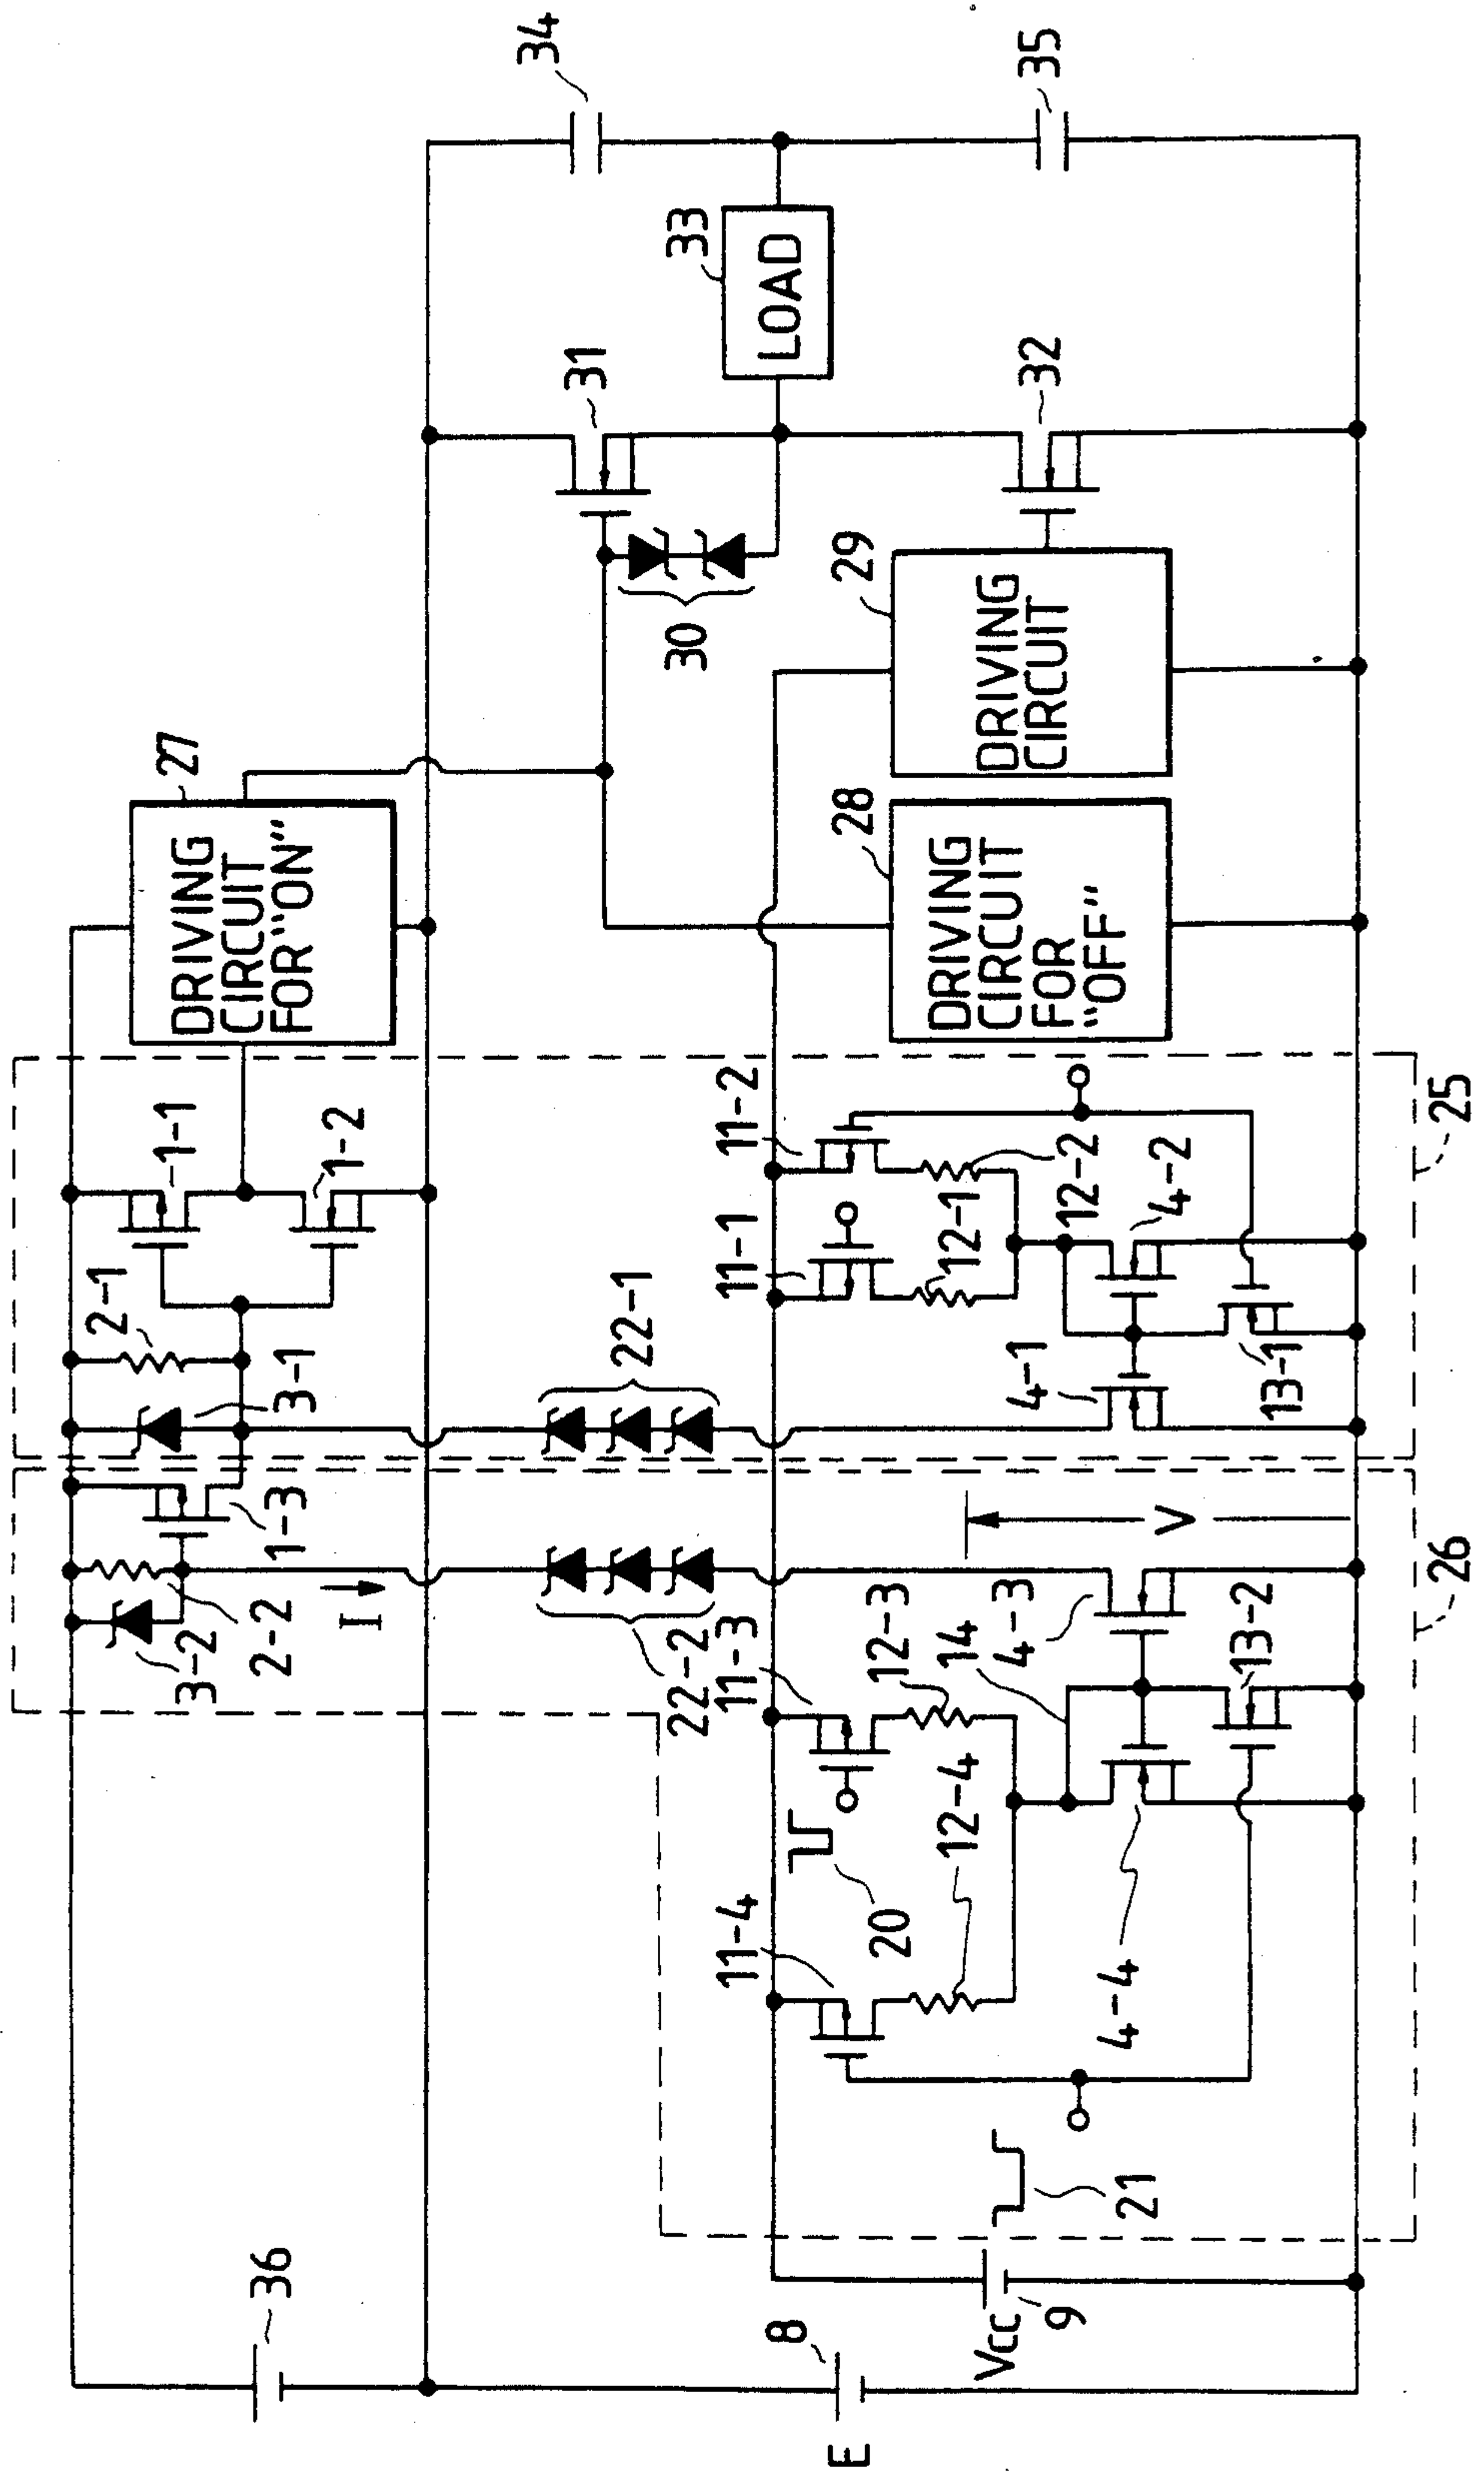 36
8
E
VCC
9
21
20
11-4
12-4
4-4
3-2
2-2
I
22-2
11-3
12-3
14
4-3
13-2
V
26
1-3
3-1
2-1
1-1
1-2
22-1
11-1
11-2
12-1
12-2
4-1
4-2
13-1
25
27
DRIVING
CIRCUIT
FOR "ON"
28
DRIVING
CIRCUIT
FOR
"OFF"
29
DRIVING
CIRCUIT
30
31
32
33
LOAD
34
35